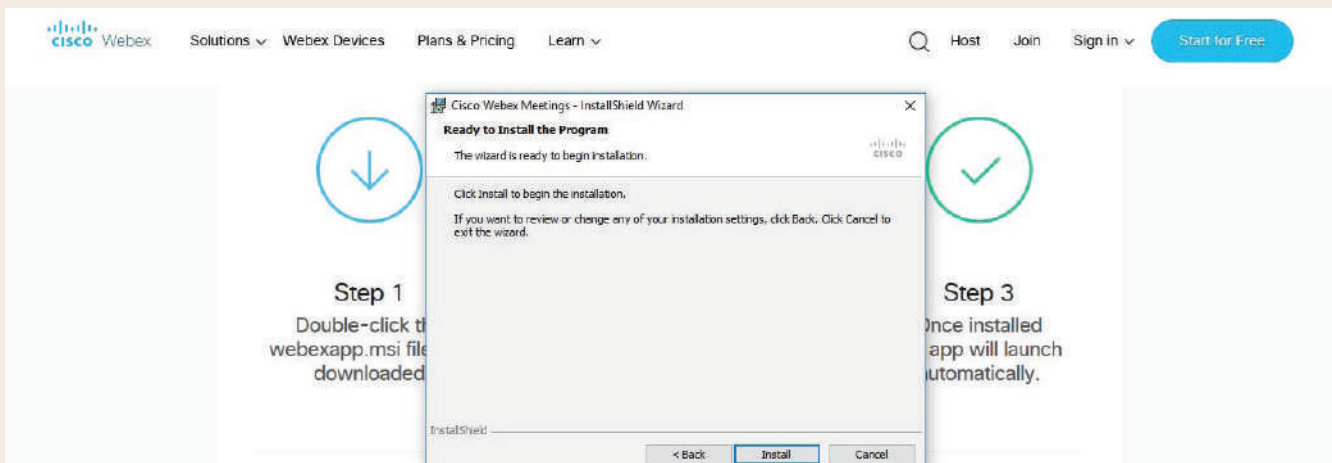 CISCO Webex Solutions Webex Devices Plans & Pricing Learn Host Join Sign in Start for Free
Cisco Webex Meetings - InstallShield Wizard
Ready to Install the Program
The wizard is ready to begin installation.
CISCO
Click Install to begin the installation.
If you want to review or change any of your installation settings, click Back. Click Cancel to
exit the wizard.
InstallShield
< Back Install Cancel
Step 1
Double-click
webexapp.msi
downloaded
Step 3
installed
app will launch